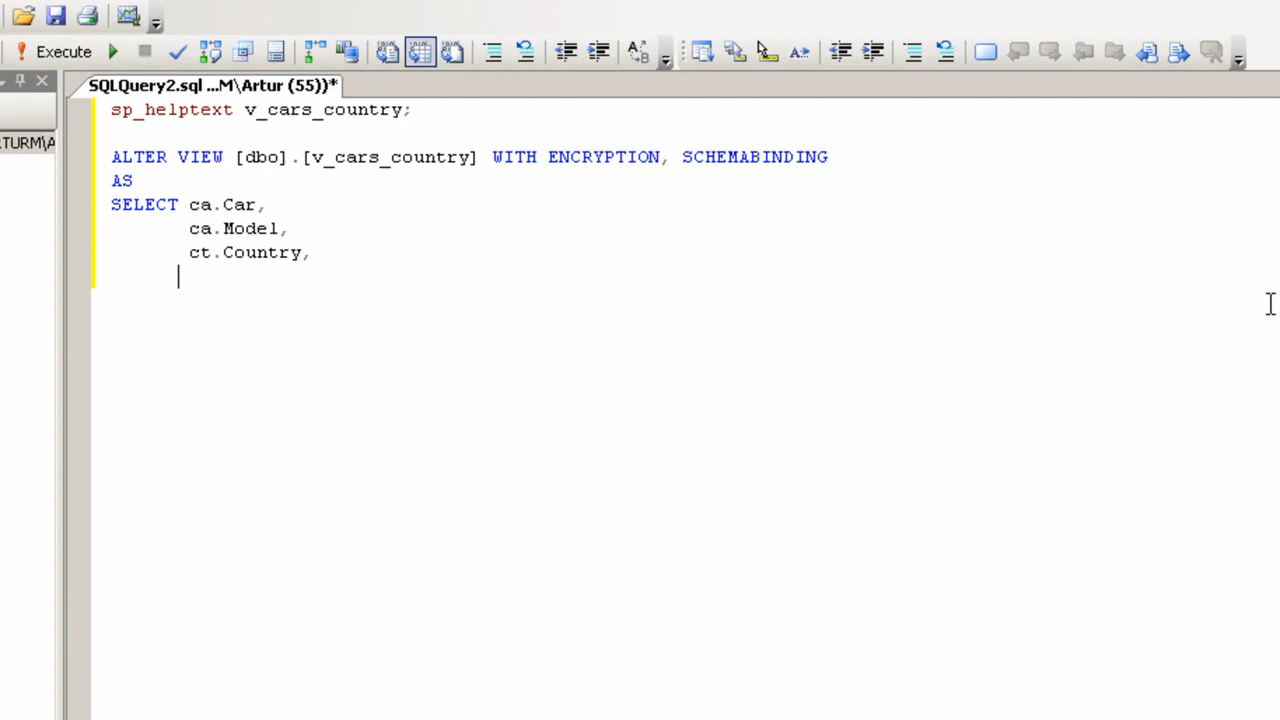 Execute
SQLQuery2.sql ...M\Artur (55))*
sp_helptext v_cars_country;
TURM\A
ALTER VIEW [dbo].[v_cars_country] WITH ENCRYPTION, SCHEMABINDING
AS
SELECT ca.Car,
ca.Model,
ct.Country,